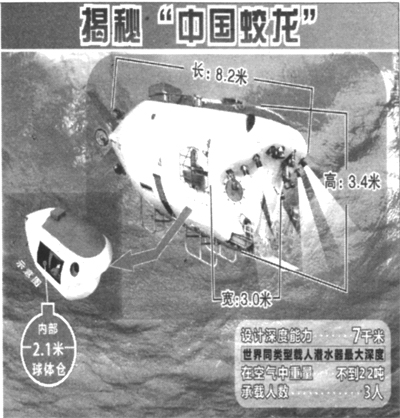 揭秘“中国蛟龙”
长：8.2米
高：3.4米
宽：3.0米
示意图
内部
2.1米
球体仓
设计深度能力······7千米
世界同类型载人潜水器最大深度
在空气中重量····不到22吨
承载人数·········3人